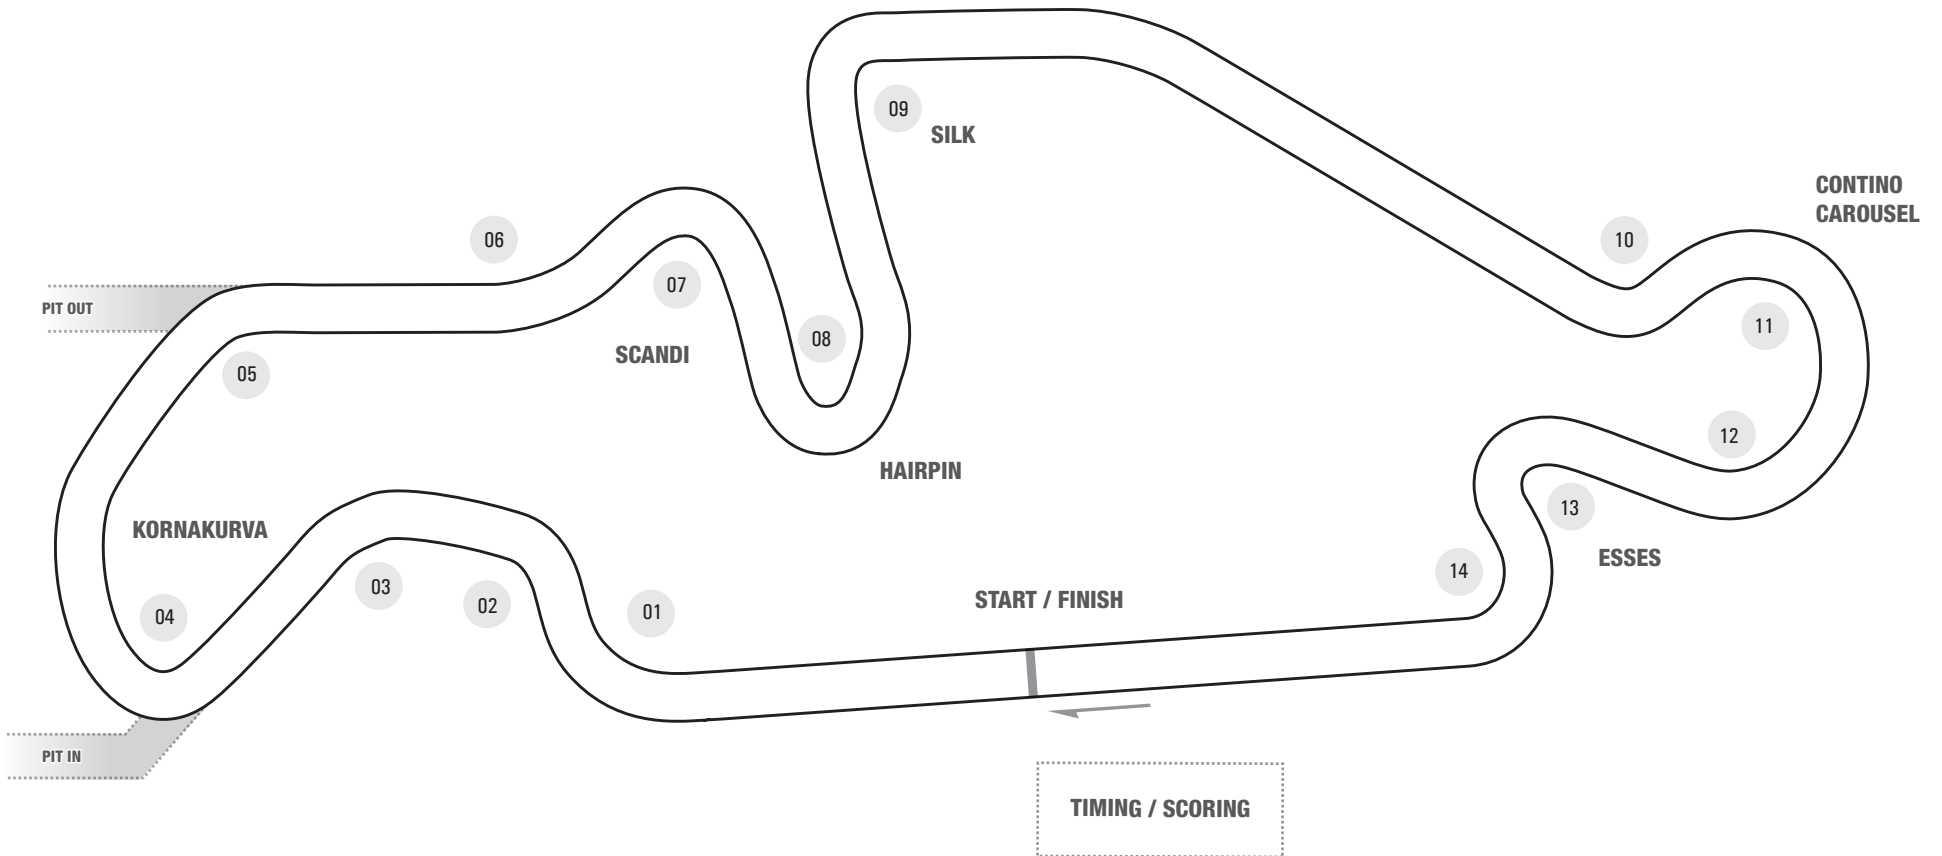 09
SILK
CONTINO
CAROUSEL
06
10
07
PIT OUT
11
08
SCANDI
05
12
HAIRPIN
13
KORNAKURVA
ESSES
14
03
START / FINISH
02
01
04
PIT IN
TIMING / SCORING